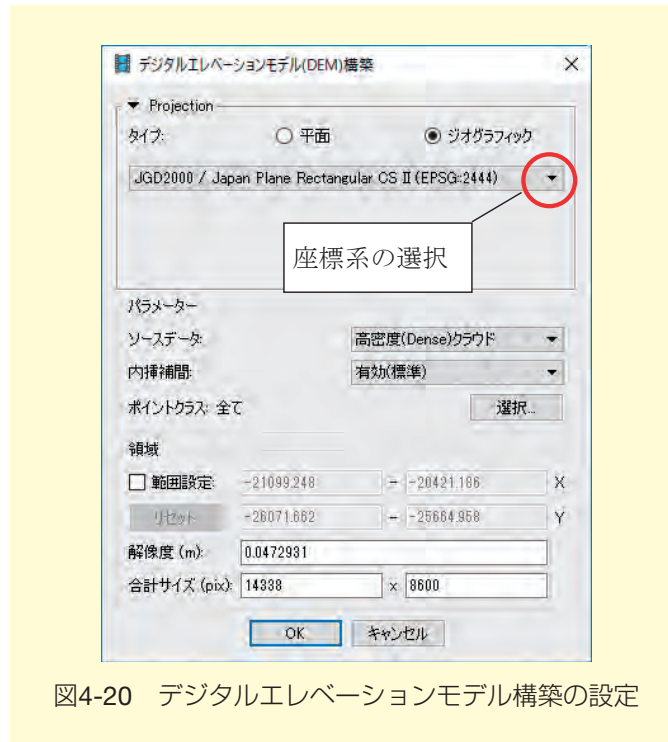 デジタルエレベーションモデル(DEM)構築
Projection
タイプ: 平面 ジオグラフィック
JGD2000 / Japan Plane Rectangular CS II (EPSG::2444)
座標系の選択
パラメーター
ソースデータ: 高密度(Dense)クラウド
内挿補間: 有効(標準)
ポイントクラス: 全て 選択...
領域
範囲設定: -21099.248 - -20421.186 X
リセット -26071.662 - -25664.958 Y
解像度 (m): 0.0472931
合計サイズ (pix): 14338 x 8600
OK キャンセル
図4-20 デジタルエレベーションモデル構築の設定